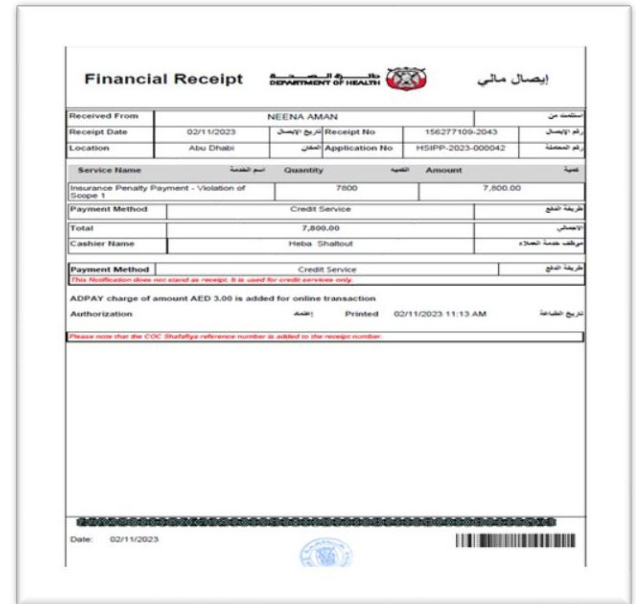 Financial Receipt
دائـــرة الـــصـــحـــة
DEPARTMENT OF HEALTH
إيصال مالي
Received From NEENA AMAN استلمت من
Receipt Date 02/11/2023 تاريخ الإيصال Receipt No 156277109-2043 رقم الإيصال
Location Abu Dhabi المكان Application No HSIPP-2023-000042 رقم المعاملة
Service Name اسم الخدمة Quantity الكميه Amount كمية
Insurance Penalty Payment - Violation of Scope 1 7800 7,800.00
Payment Method Credit Service طريقة الدفع
Total 7,800.00 الاجمالي
Cashier Name Heba Shaltout موظف خدمة العملاء
Payment Method Credit Service طريقة الدفع
This Notification does not stand as receipt. It is used for credit services only.
ADPAY charge of amount AED 3.00 is added for online transaction
Authorization إعتماد Printed 02/11/2023 11:13 AM تاريخ الطباعة
Please note that the COC Shafafiya reference number is added to the receipt number.
Date: 02/11/2023